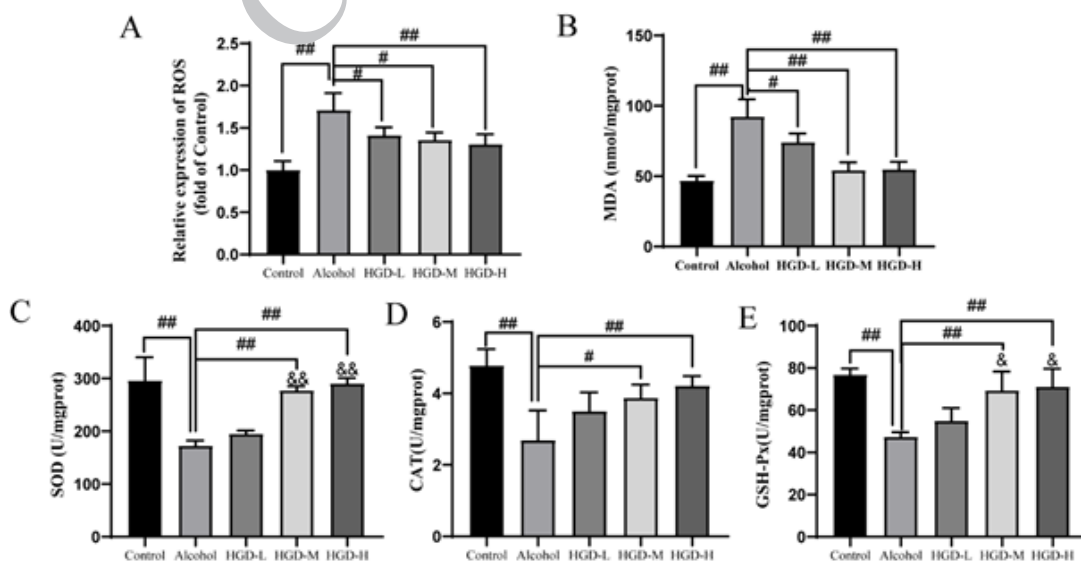 A
Relative expression of ROS
(fold of Control)
2.5
2.0
1.5
1.0
0.5
0.0
##
##
#
#
Control Alcohol HGD-L HGD-M HGD-H
B
MDA (nmol/mgprot)
150
100
50
0
##
##
##
#
Control Alcohol HGD-L HGD-M HGD-H
C
SOD (U/mgprot)
400
300
200
100
0
##
##
##
&&
&&
Control Alcohol HGD-L HGD-M HGD-H
D
CAT(U/mgprot)
6
4
2
0
##
##
#
Control Alcohol HGD-L HGD-M HGD-H
E
GSH-Px(U/mgprot)
100
80
60
40
20
0
##
##
##
&
&
Control Alcohol HGD-L HGD-M HGD-H